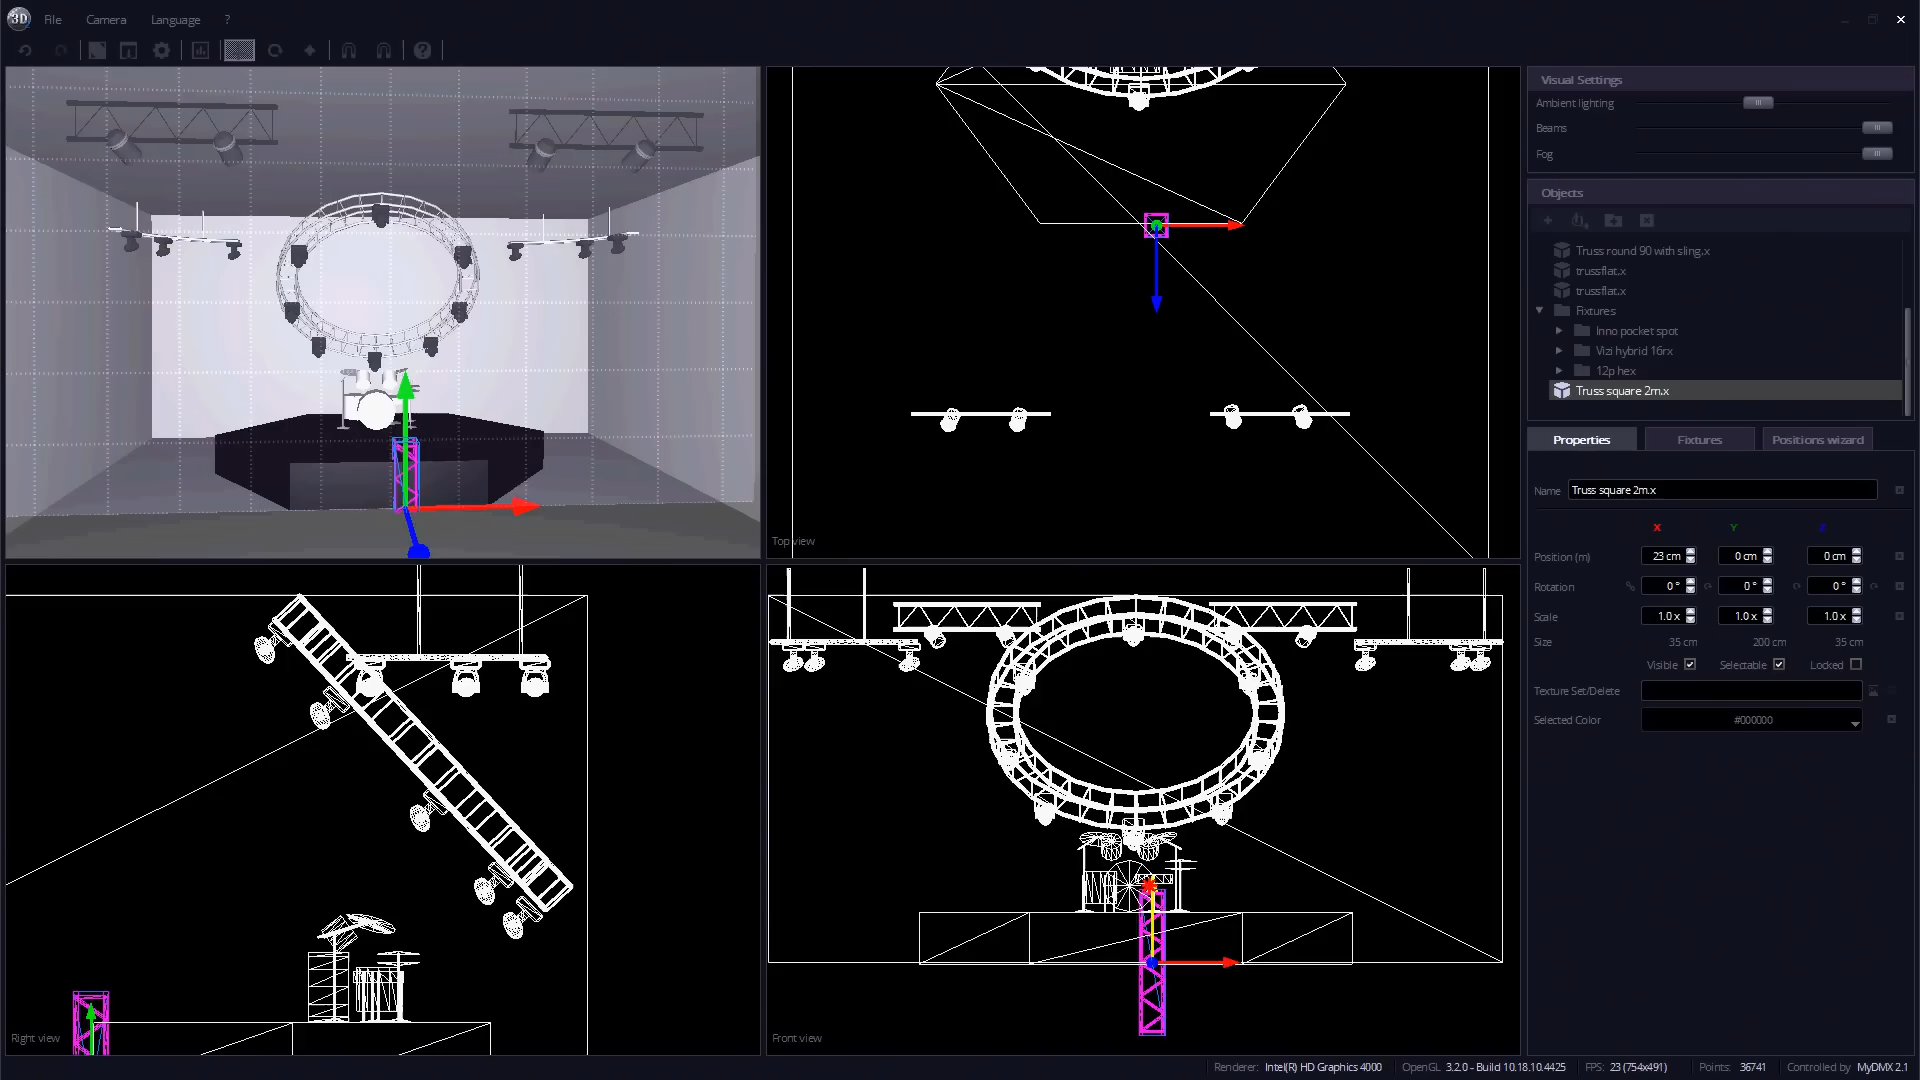 3D File Camera Language ?
Top view
Right view
Front view
Visual Settings
Ambient lighting
Beams
Fog
Objects
Truss round 90 with sling.x
trussflat.x
trussflat.x
Fixtures
Inno pocket spot
Vizi hybrid 16rx
12p hex
Truss square 2m.x
Properties Fixtures Positions wizard
Name Truss square 2m.x
X Y Z
Position (m) 23 cm 0 cm 0 cm
Rotation 0° 0° 0°
Scale 1.0 x 1.0 x 1.0 x
Size 35 cm 200 cm 35 cm
Visible Selectable Locked
Texture Set/Delete
Selected Color #000000
Renderer: Intel(R) HD Graphics 4000 OpenGL 3.2.0 - Build 10.18.10.4425 FPS: 23 (754x491) Points: 36741 Controlled by MyDMX 2.1